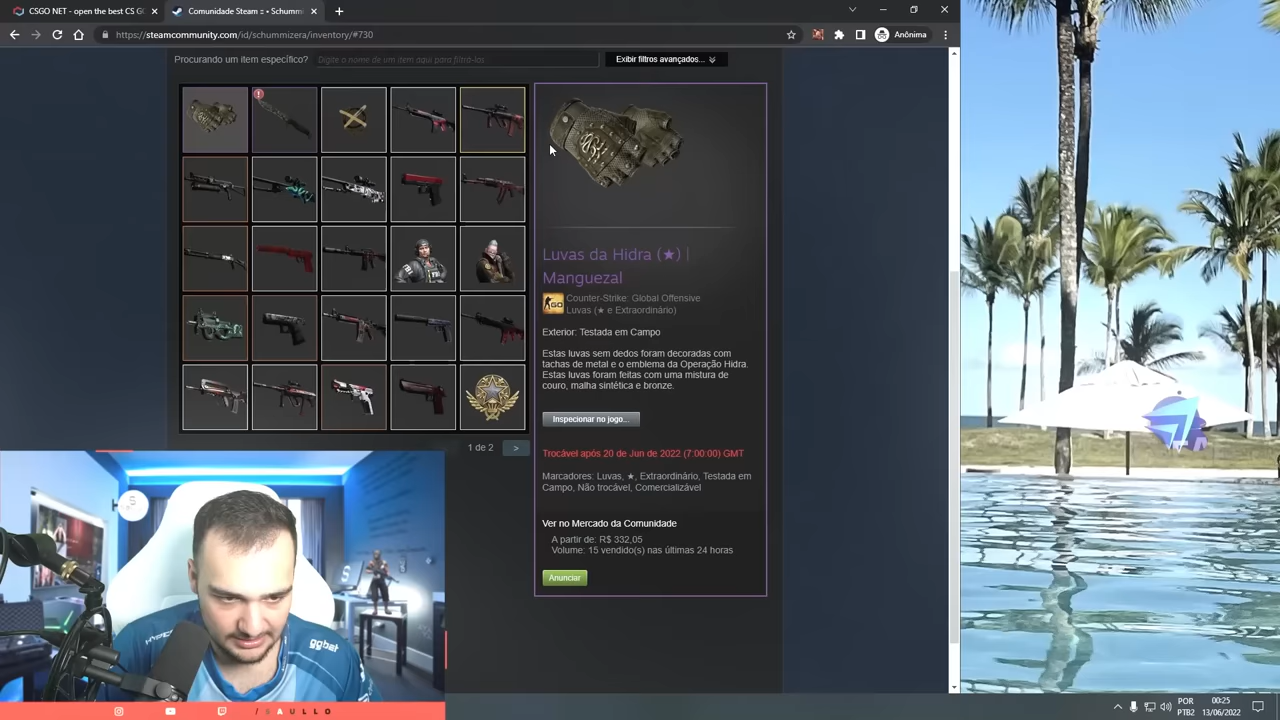 CSGO NET - open the best CS G
Comunidade Steam :: Schummi
https://steamcommunity.com/id/schummizera/inventory/#730
Anônima
Procurando um item específico?
Digite o nome de um item aqui para filtrá-los
Exibir filtros avançados...
Luvas da Hidra (★) |
Manguezal
Counter-Strike: Global Offensive
Luvas (★ e Extraordinário)
Exterior: Testada em Campo
Estas luvas sem dedos foram decoradas com
tachas de metal e o emblema da Operação Hidra.
Estas luvas foram feitas com uma mistura de
couro, malha sintética e bronze.
Inspecionar no jogo...
1 de 2 >
Trocável após 20 de Jun de 2022 (7:00:00) GMT
Marcadores: Luvas, ★, Extraordinário, Testada em
Campo, Não trocável, Comercializável
Ver no Mercado da Comunidade
A partir de: R$ 332,05
Volume: 15 vendido(s) nas últimas 24 horas
Anunciar
ggbet
/SAULLO
POR
PTB2
00:25
13/06/2022